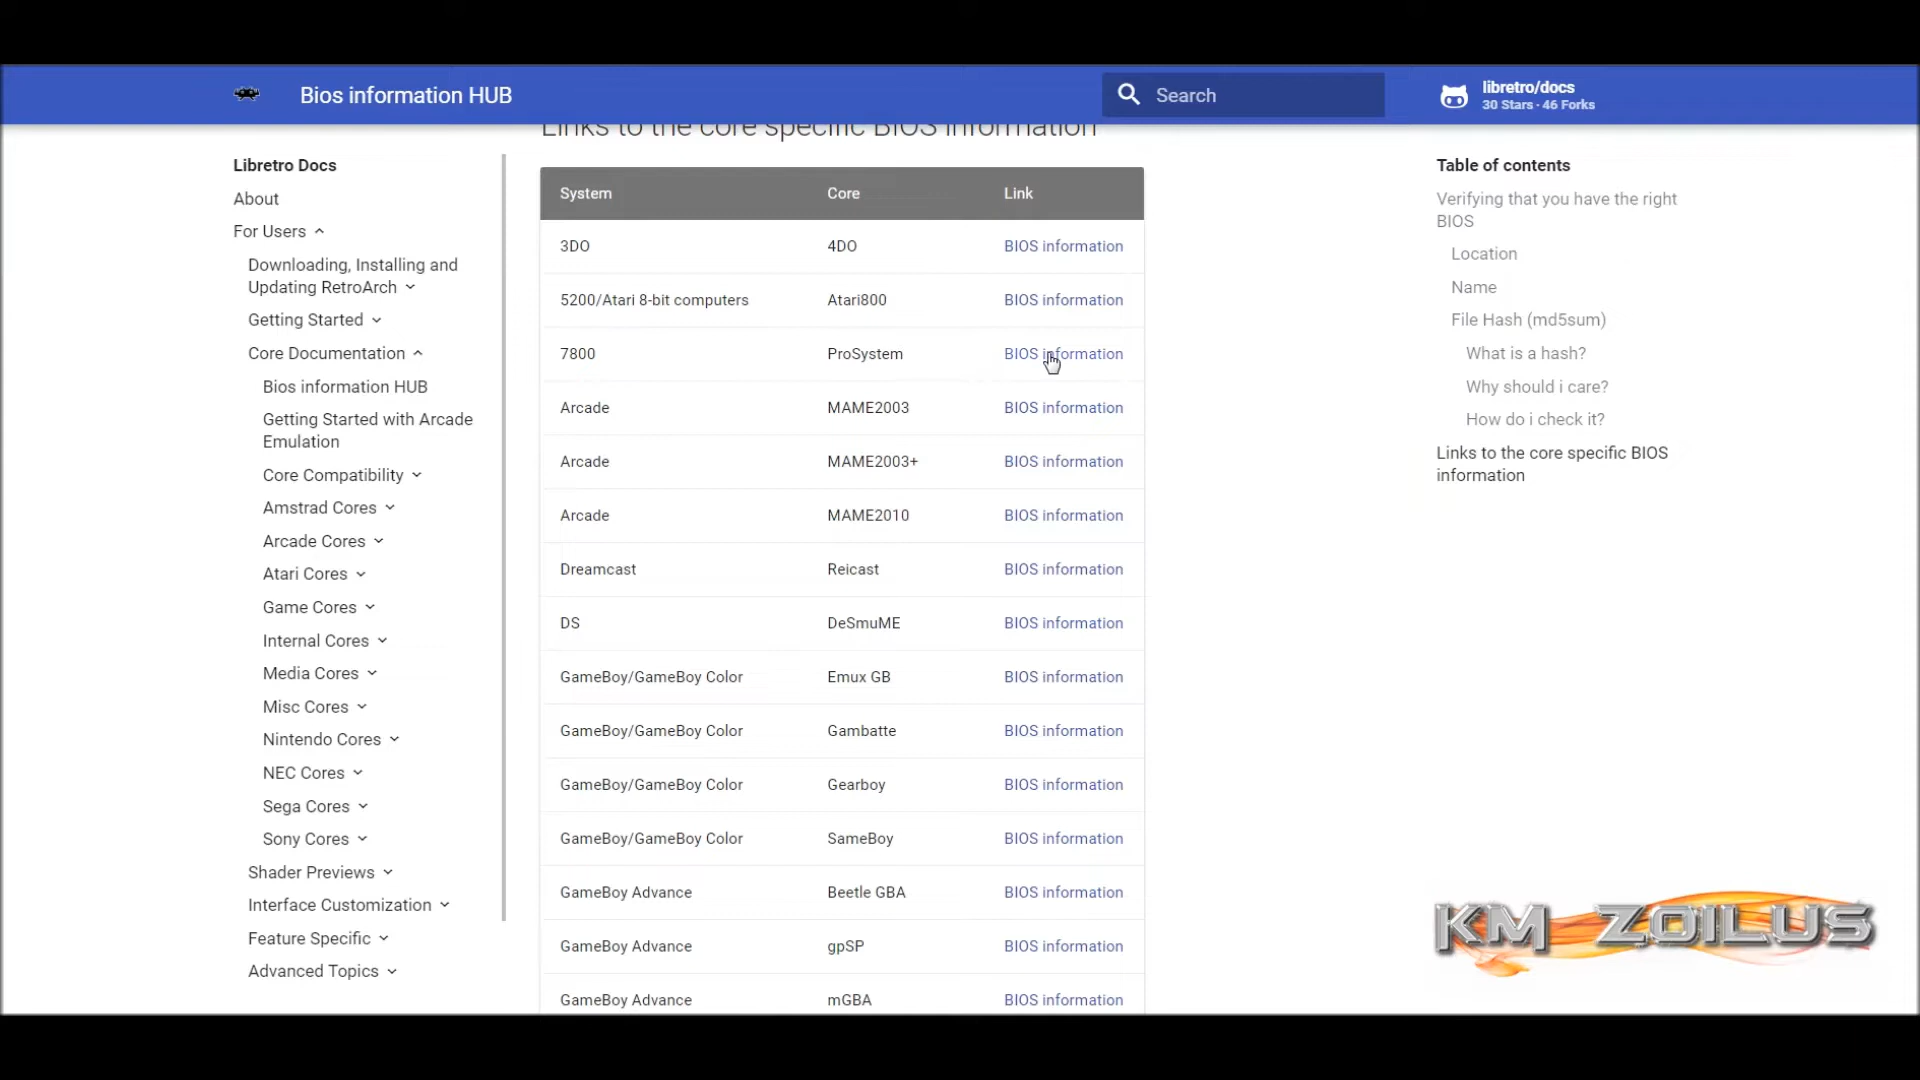 Bios information HUB
Search
libretro/docs
30 Stars · 46 Forks
Links to the core specific BIOS information
Libretro Docs
About
For Users
Downloading, Installing and
Updating RetroArch
Getting Started
Core Documentation
Bios information HUB
Getting Started with Arcade
Emulation
Core Compatibility
Amstrad Cores
Arcade Cores
Atari Cores
Game Cores
Internal Cores
Media Cores
Misc Cores
Nintendo Cores
NEC Cores
Sega Cores
Sony Cores
Shader Previews
Interface Customization
Feature Specific
Advanced Topics
System Core Link
3DO 4DO BIOS information
5200/Atari 8-bit computers Atari800 BIOS information
7800 ProSystem BIOS information
Arcade MAME2003 BIOS information
Arcade MAME2003+ BIOS information
Arcade MAME2010 BIOS information
Dreamcast Reicast BIOS information
DS DeSmuME BIOS information
GameBoy/GameBoy Color Emux GB BIOS information
GameBoy/GameBoy Color Gambatte BIOS information
GameBoy/GameBoy Color Gearboy BIOS information
GameBoy/GameBoy Color SameBoy BIOS information
GameBoy Advance Beetle GBA BIOS information
GameBoy Advance gpSP BIOS information
GameBoy Advance mGBA BIOS information
Table of contents
Verifying that you have the right
BIOS
Location
Name
File Hash (md5sum)
What is a hash?
Why should i care?
How do i check it?
Links to the core specific BIOS
information
KM ZOILUS